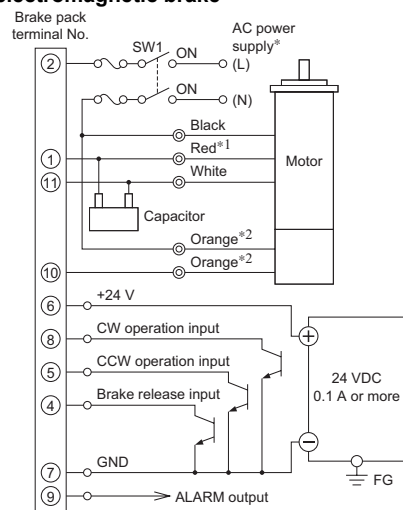 electromagnetic brake
Brake pack
terminal No.
AC power
supply*
SW1
ON
(L)
2
ON
(N)
Black
1
Red*1
11
White
Motor
Capacitor
Orange*2
10
Orange*2
6
+24 V
8
CW operation input
5
CCW operation input
24 VDC
0.1 A or more
4
Brake release input
7
GND
FG
9
ALARM output